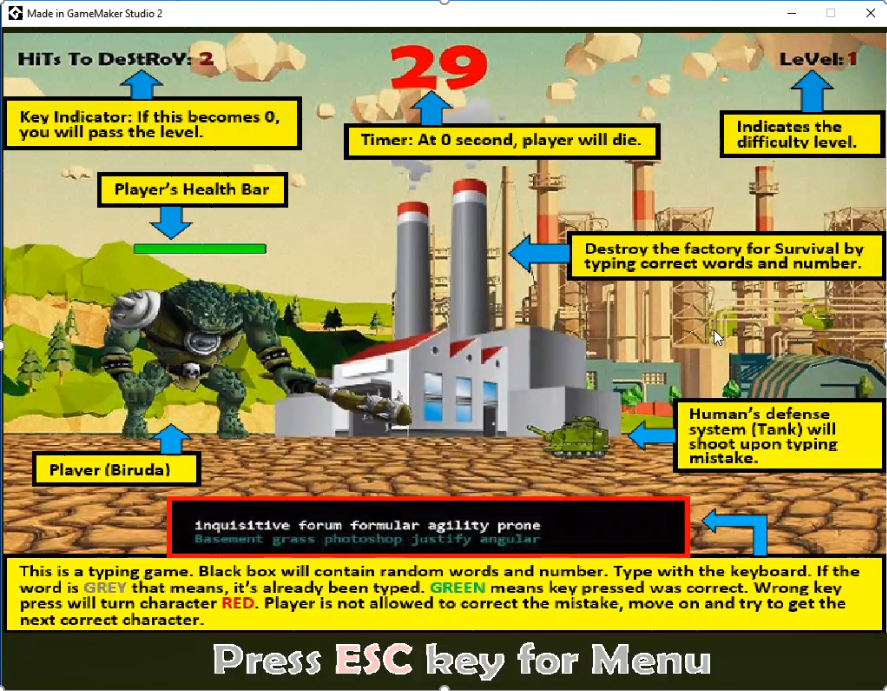 Made in GameMaker Studio 2
HiTs To DeStRoY: 2
29
LeVel: 1
Key Indicator: If this becomes 0,
you will pass the level.
Timer: At 0 second, player will die.
Indicates the
difficulty level.
Player's Health Bar
Destroy the factory for Survival by
typing correct words and number.
Human's defense
system (Tank) will
shoot upon typing
mistake.
Player (Biruda)
inquisitive forum formular agility prone
Basement grass photoshop justify angular
This is a typing game. Black box will contain random words and number. Type with the keyboard. If the
word is GREY that means, it's already been typed. GREEN means key pressed was correct. Wrong key
press will turn character RED. Player is not allowed to correct the mistake, move on and try to get the
next correct character.
Press ESC key for Menu